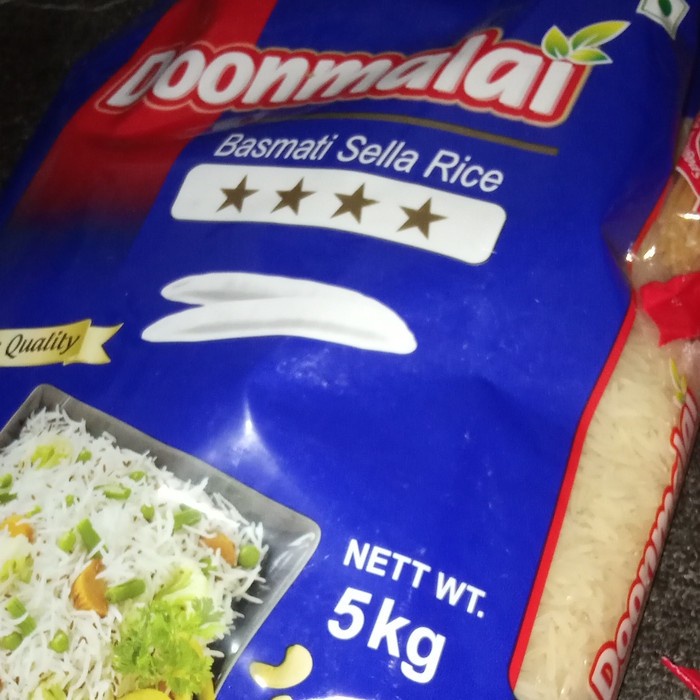 Doonmalai
Basmati Sella Rice
Quality
NETT WT.
5kg
Doonmalai